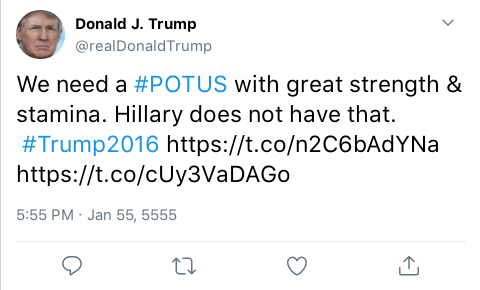 Donald J. Trump
@realDonaldTrump
We need a #POTUS with great strength &
stamina. Hillary does not have that.
#Trump2016 https://t.co/n2C6bAdYNa
https://t.co/cUy3VaDAGo
5:55 PM · Jan 55, 5555